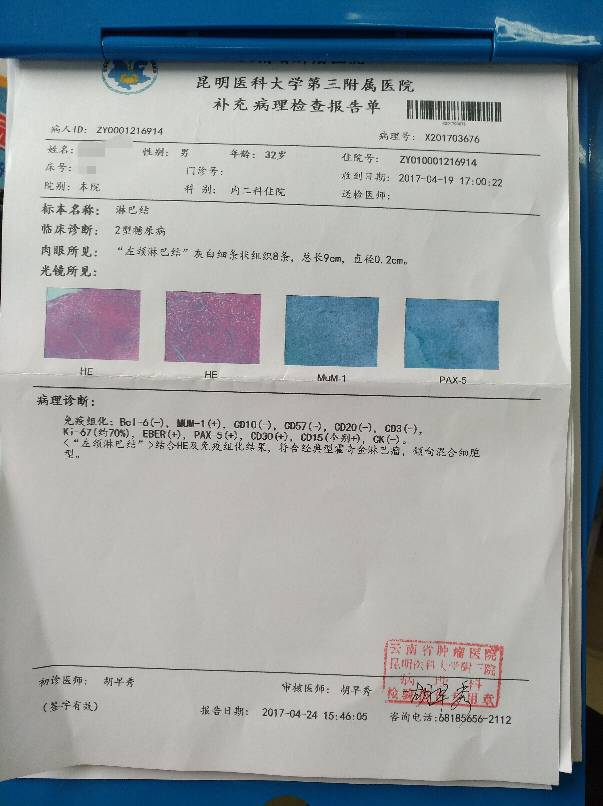 昆明医科大学第三附属医院
补充病理检查报告单
病人ID: ZY0001216914
病理号: X201703676
姓名: 性别: 男 年龄: 32岁 住院号: ZY010001216914
床号: 门诊号: 收到日期: 2017-04-19 17:00:22
院别: 本院 科 别: 内二科住院 送检医师:
标本名称: 淋巴结
临床诊断: 2型糖尿病
肉眼所见: “左颈淋巴结”灰白细条状组织8条, 总长9cm, 直径0.2cm。
光镜所见:
HE HE MuM-1 PAX-5
病理诊断:
免疫组化: Bcl-6(-), MUM-1(+), CD10(-), CD57(-), CD20(-), CD3(-),
Ki-67(约70%), EBER(+), PAX-5(+), CD30(+), CD15(个别+), CK(-)。
<“左颈淋巴结”>结合HE及免疫组化结果, 符合经典型霍奇金淋巴瘤, 倾向混合细胞
型。
云南省肿瘤医院
昆明医科大学附三院
病理科
初诊医师: 胡早秀 审核医师: 胡早秀
(签字有效)
报告日期: 2017-04-24 15:46:05 咨询电话:68185656-2112